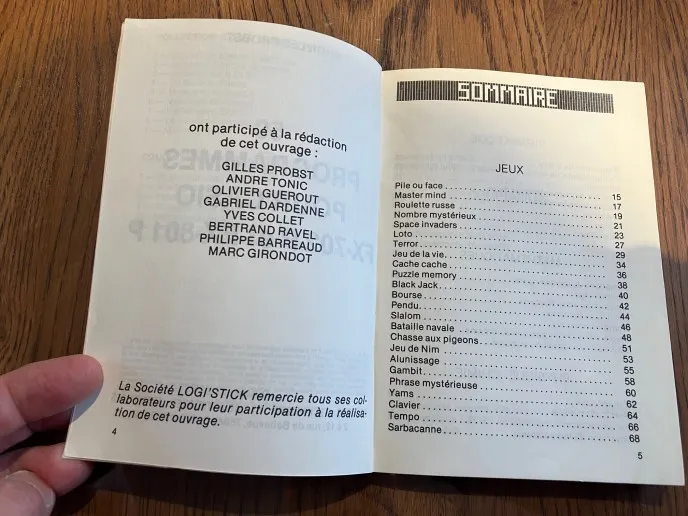 ont participé à la rédaction
de cet ouvrage :
GILLES PROBST
ANDRE TONIC
OLIVIER GUEROUT
GABRIEL DARDENNE
YVES COLLET
BERTRAND RAVEL
PHILIPPE BARREAUD
MARC GIRONDOT
La Société LOGI'STICK remercie tous ses col-
laborateurs pour leur participation à la réalisa-
tion de cet ouvrage.
4
SOMMAIRE
JEUX
Pile ou face 15
Master mind 17
Roulette russe 19
Nombre mystérieux 21
Space invaders 23
Loto 27
Terror 29
Jeu de la vie 34
Cache cache 36
Puzzle memory 38
Black Jack 40
Bourse 42
Pendu 44
Slalom 46
Bataille navale 48
Chasse aux pigeons 51
Jeu de Nim 53
Alunissage 55
Gambit 58
Phrase mystérieuse 60
Yams 62
Clavier 64
Tempo 66
Sarbacanne 68
5